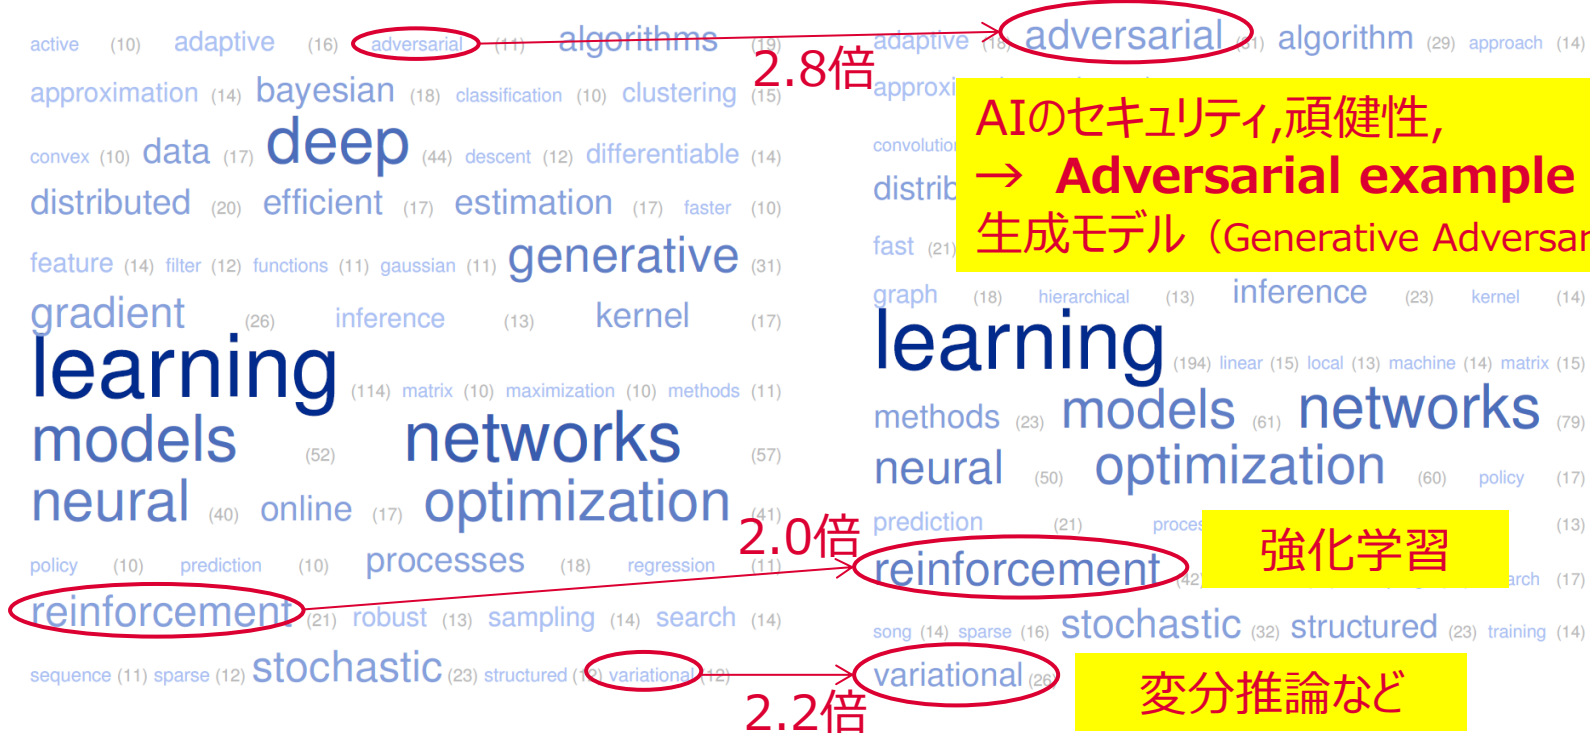 active (10) adaptive (16) adversarial (11) algorithms (19)
approximation (14) bayesian (18) classification (10) clustering (15)
convex (10) data (17) deep (44) descent (12) differentiable (14)
distributed (20) efficient (17) estimation (17) faster (10)
feature (14) filter (12) functions (11) gaussian (11) generative (31)
gradient (26) inference (13) kernel (17)
learning (114) matrix (10) maximization (10) methods (11)
models (52) networks (57)
neural (40) online (17) optimization (41)
policy (10) prediction (10) processes (18) regression (11)
reinforcement (21) robust (13) sampling (14) search (14)
sequence (11) sparse (12) stochastic (23) structured (12) variational (12)
2.8倍
2.0倍
2.2倍
adaptive (18) adversarial (31) algorithm (29) approach (14)
approxi
AIのセキュリティ,頑健性,
→ Adversarial example
生成モデル（Generative Adversar
convolution
distrib
fast (21)
graph (18) hierarchical (13) inference (23) kernel (14)
learning (194) linear (15) local (13) machine (14) matrix (15)
methods (23) models (61) networks (79)
neural (50) optimization (60) policy (17)
prediction (21) proces (13)
強化学習
reinforcement (42) arch (17)
song (14) sparse (16) stochastic (32) structured (23) training (14)
variational (26)
変分推論など